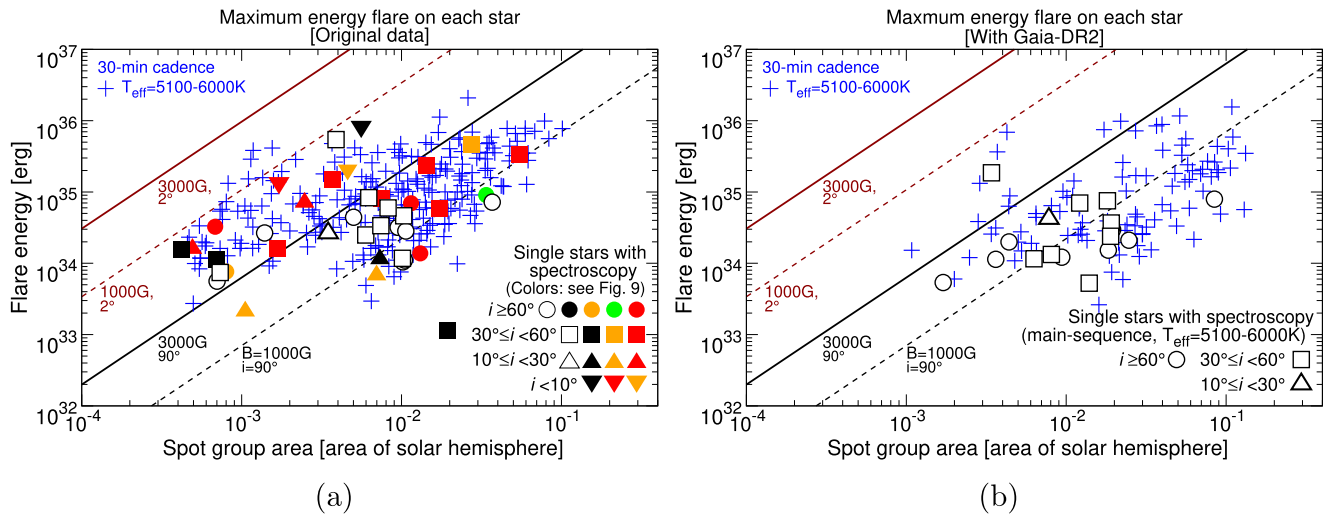 Maximum energy flare on each star
[Original data]
10^37
10^36
10^35
10^34
10^33
10^32
Flare energy [erg]
30-min cadence
+ T_eff=5100-6000K
3000G,
2°
1000G,
2°
3000G
90°
B=1000G
i=90°
Single stars with
spectroscopy
(Colors: see Fig. 9)
i ≥60°
30°≤i <60°
10°≤i <30°
i <10°
10^-4
10^-3
10^-2
10^-1
Spot group area [area of solar hemisphere]
(a)
Maxmum energy flare on each star
[With Gaia-DR2]
10^37
10^36
10^35
10^34
10^33
10^32
Flare energy [erg]
30-min cadence
+ T_eff=5100-6000K
3000G,
2°
1000G,
2°
3000G
90°
B=1000G
i=90°
Single stars with spectroscopy
(main-sequence, T_eff=5100-6000K)
i ≥60° 30°≤i <60°
10°≤i <30°
10^-4
10^-3
10^-2
10^-1
Spot group area [area of solar hemisphere]
(b)